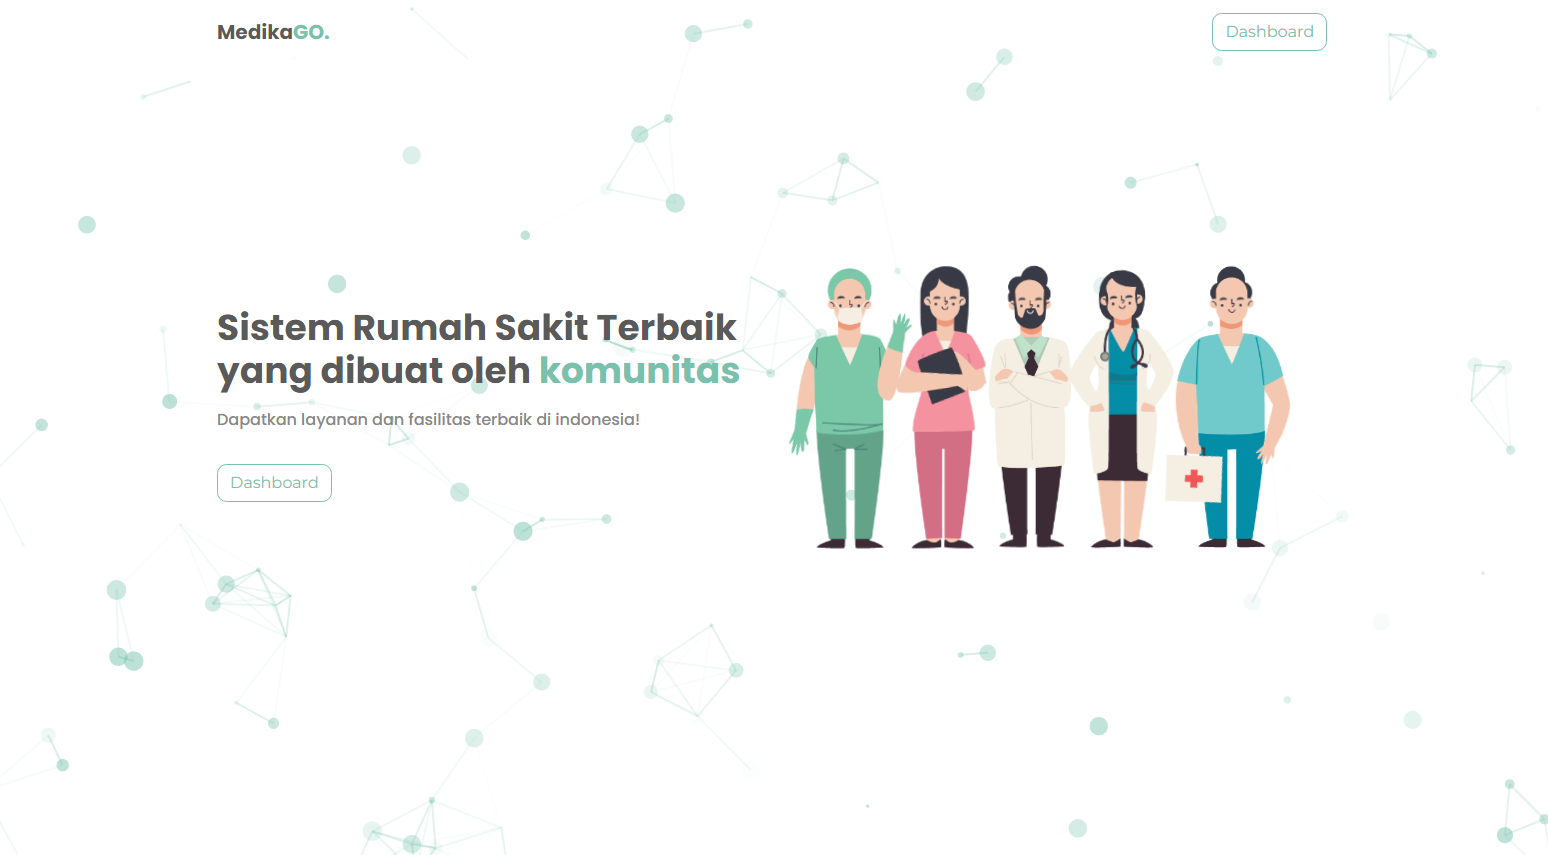 MedikaGO.
Dashboard
Sistem Rumah Sakit Terbaik
yang dibuat oleh komunitas
Dapatkan layanan dan fasilitas terbaik di indonesia!
Dashboard